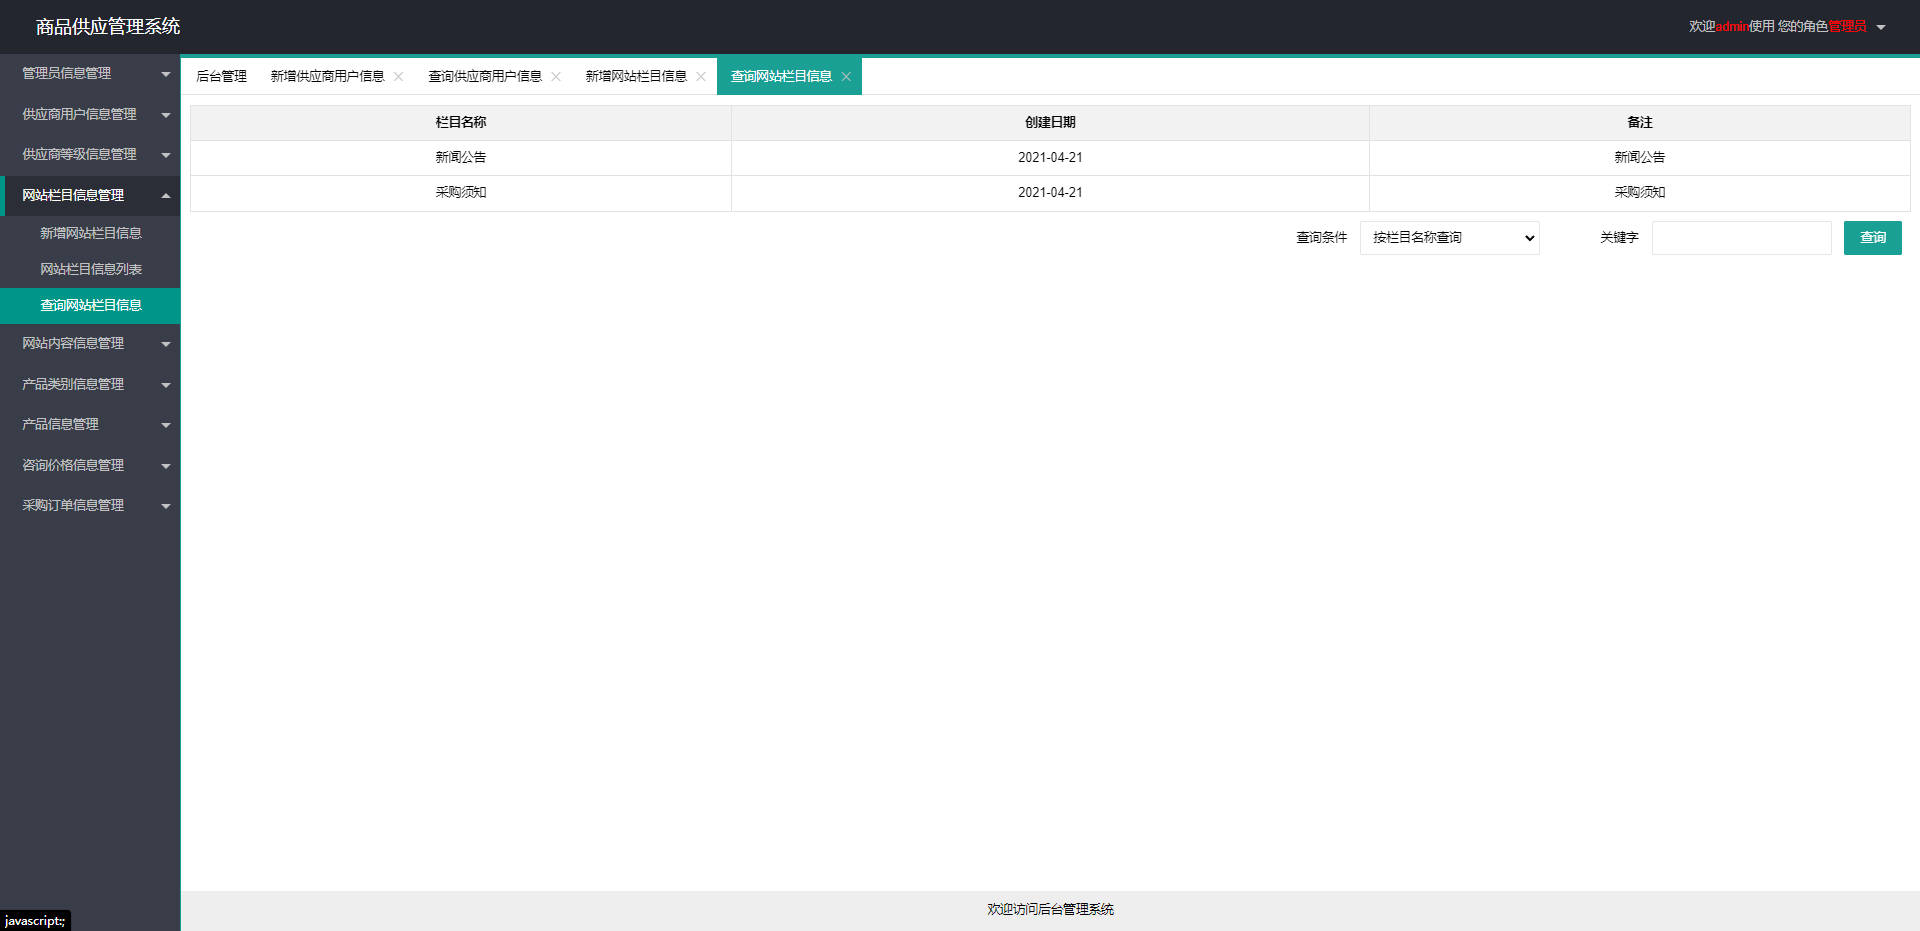 商品供应管理系统
欢迎admin使用 您的角色管理员
管理员信息管理
供应商用户信息管理
供应商等级信息管理
网站栏目信息管理
新增网站栏目信息
网站栏目信息列表
查询网站栏目信息
网站内容信息管理
产品类别信息管理
产品信息管理
咨询价格信息管理
采购订单信息管理
后台管理 新增供应商用户信息 查询供应商用户信息 新增网站栏目信息 查询网站栏目信息
栏目名称 创建日期 备注
新闻公告 2021-04-21 新闻公告
采购须知 2021-04-21 采购须知
查询条件 按栏目名称查询 关键字 查询
欢迎访问后台管理系统
javascript:;